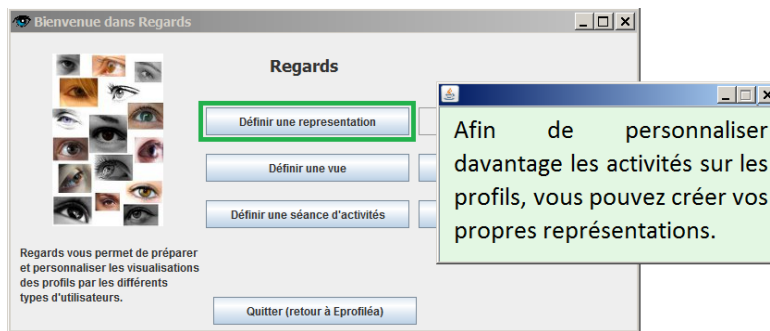 Bienvenue dans Regards
Regards
Définir une representation
Définir une vue
Définir une séance d'activités
Regards vous permet de préparer
et personnaliser les visualisations
des profils par les différents
types d'utilisateurs.
Quitter (retour à Eprofiléa)
Afin de personnaliser
davantage les activités sur les
profils, vous pouvez créer vos
propres représentations.